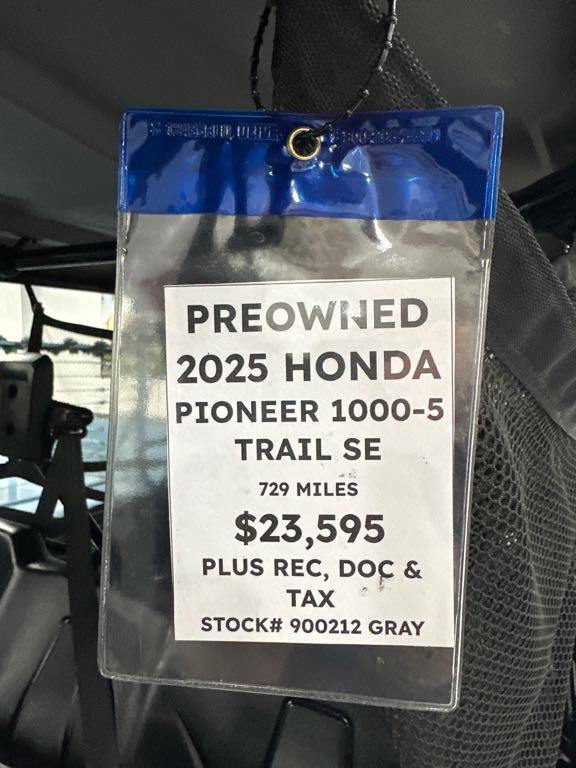 PREOWNED
2025 HONDA
PIONEER 1000-5
TRAIL SE
729 MILES
$23,595
PLUS REC, DOC &
TAX
STOCK# 900212 GRAY